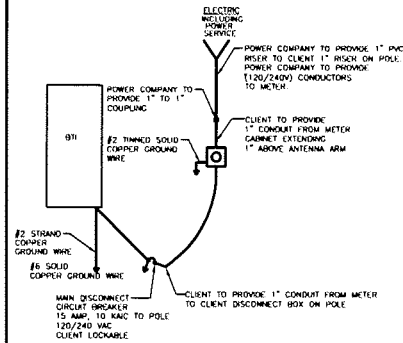 ELECTRIC
INCLUDING
POWER
SERVICE
POWER COMPANY TO PROVIDE 1" PVC
RISER TO CLIENT 1" RISER ON POLE.
POWER COMPANY TO PROVIDE
(120/240V) CONDUCTORS
TO METER.
POWER COMPANY TO
PROVIDE 1" TO 1"
COUPLING
BTI
#2 TINNED SOLID
COPPER GROUND
WIRE
CLIENT TO PROVIDE
1" CONDUIT FROM METER
CABINET EXTENDING
1" ABOVE ANTENNA ARM
#2 STRAND
COPPER
GROUND WIRE
#6 SOLID
COPPER GROUND WIRE
MAIN DISCONNECT
CIRCUIT BREAKER
15 AMP, 10 KAIC TO POLE
120/240 VAC
CLIENT LOCKABLE
CLIENT TO PROVIDE 1" CONDUIT FROM METER
TO CLIENT DISCONNECT BOX ON POLE